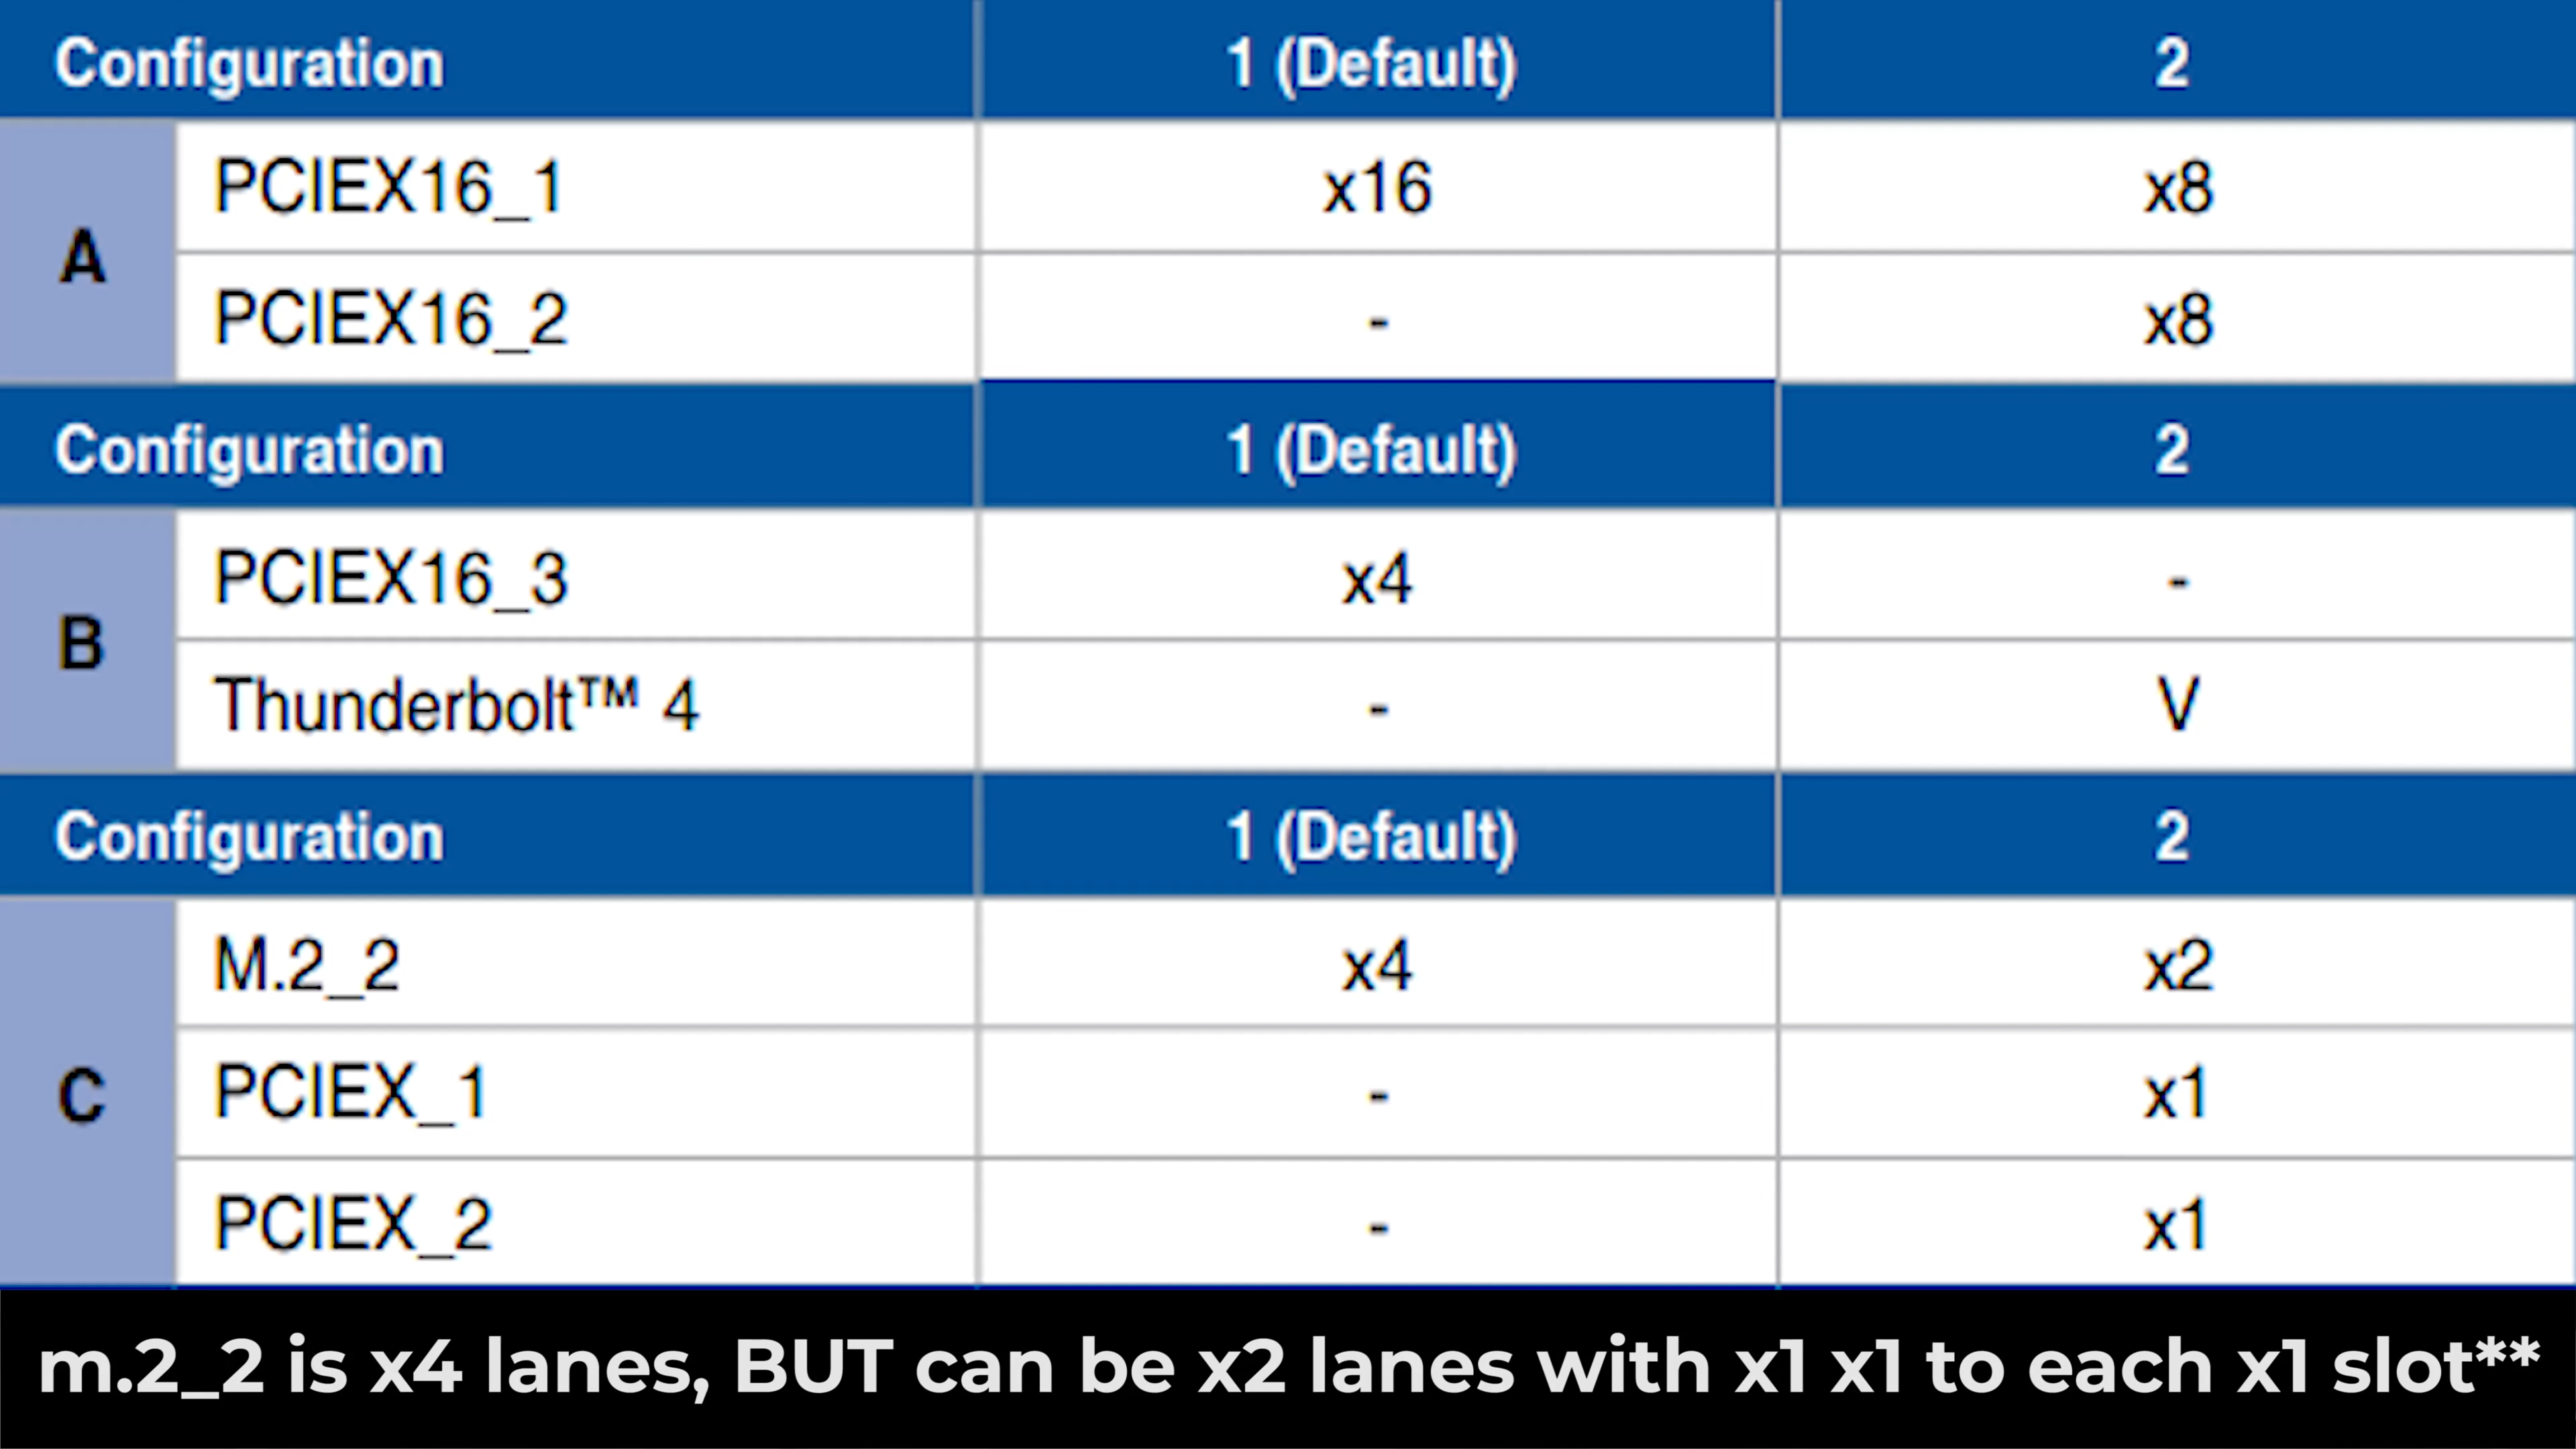 Configuration 1 (Default) 2
A
PCIEX16_1 x16 x8
PCIEX16_2 - x8
Configuration 1 (Default) 2
B
PCIEX16_3 x4 -
Thunderbolt™ 4 - V
Configuration 1 (Default) 2
C
M.2_2 x4 x2
PCIEX_1 - x1
PCIEX_2 - x1
m.2_2 is x4 lanes, BUT can be x2 lanes with x1 x1 to each x1 slot**